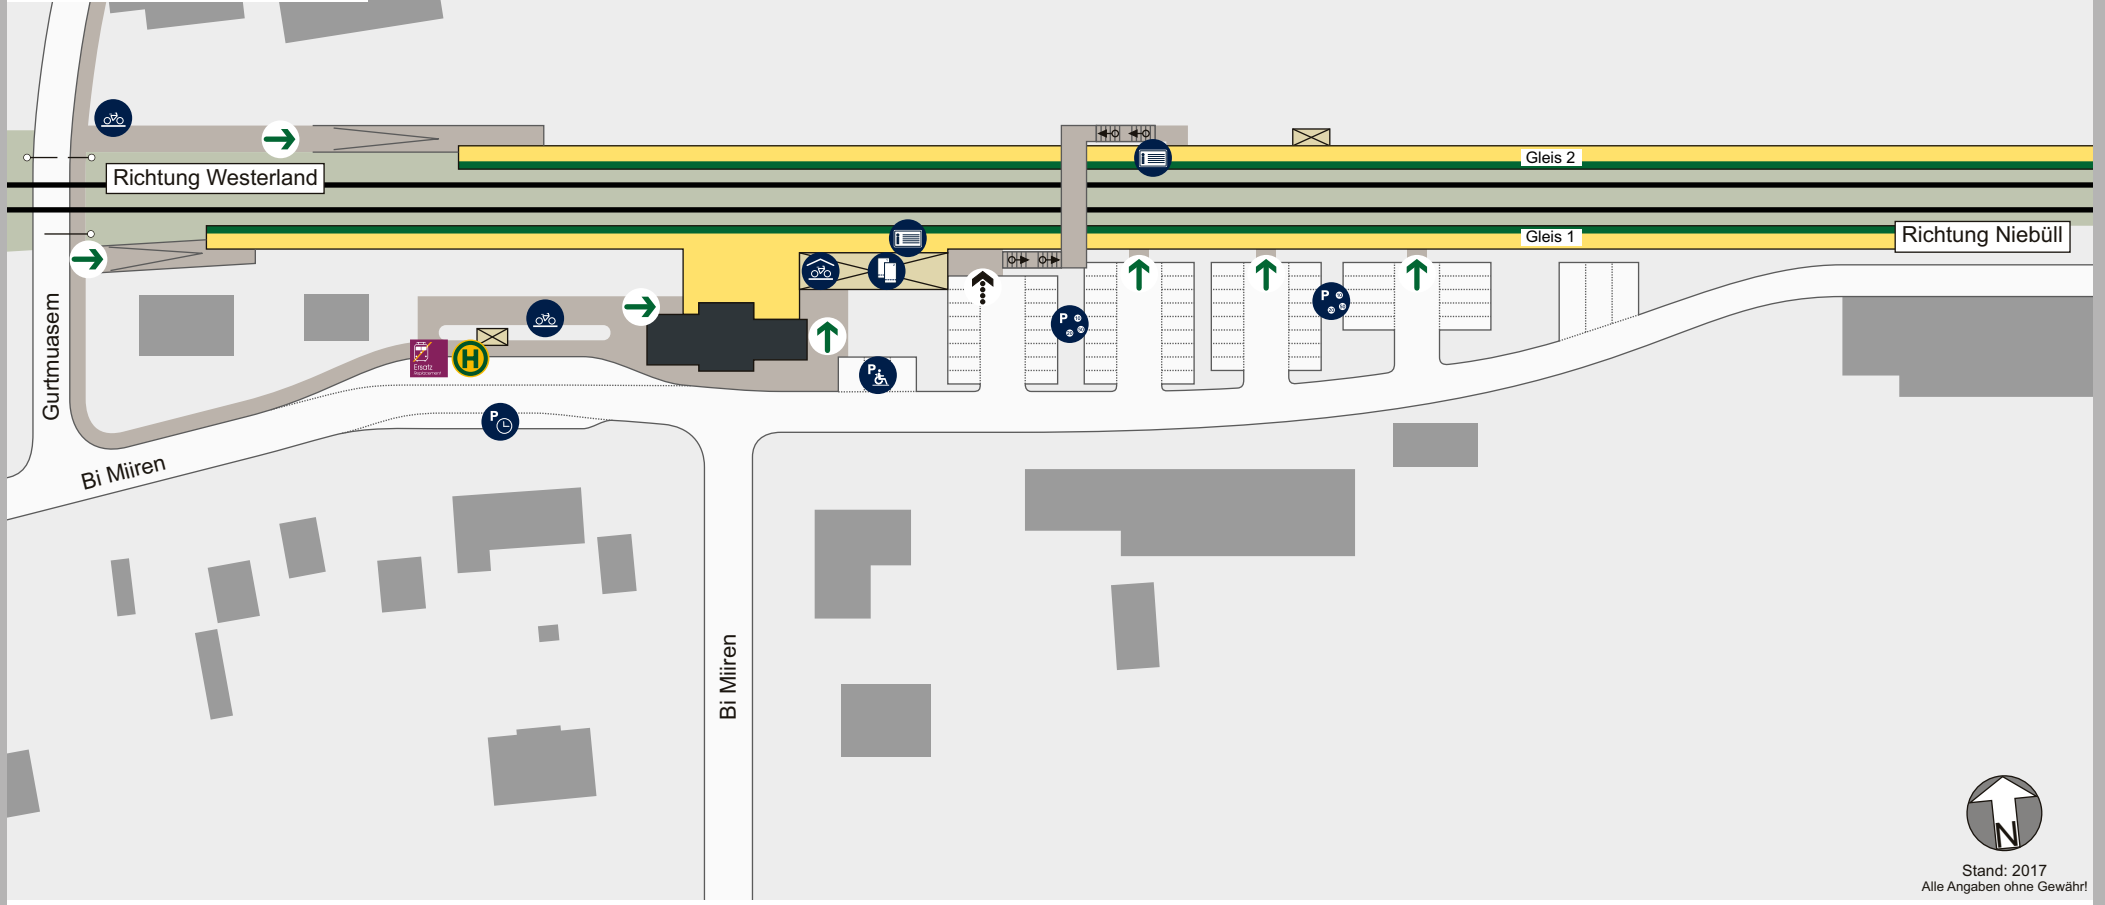 Gleis 2
Richtung Westerland
Richtung Niebüll
Gleis 1
Gurtmuasem
Ersatz
H
P
P
P
P
Bi Miiren
Bi Miiren
N
Stand: 2017
Alle Angaben ohne Gewähr!